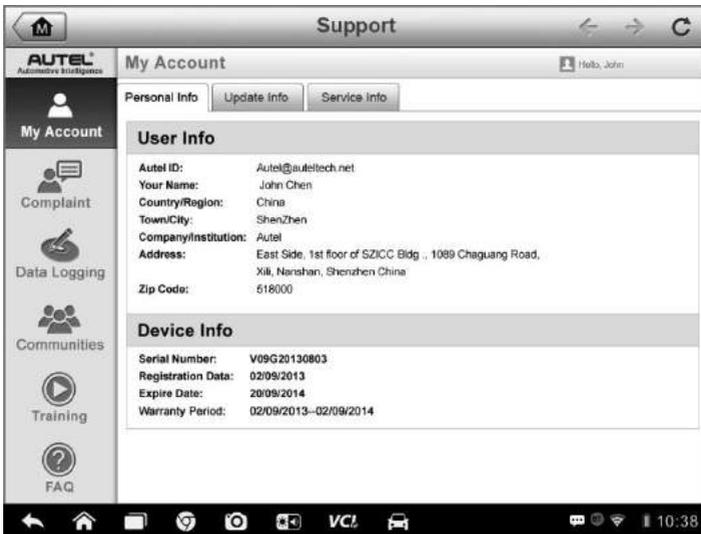 M
Support
AUTEL®
Automotive Intelligence
My Account
Hello, John
Personal Info
Update Info
Service Info
My Account
User Info
Autel ID: Autel@auteltech.net
Your Name: John Chen
Country/Region: China
Town/City: ShenZhen
Company/Institution: Autel
Address: East Side, 1st floor of SZICC Bldg ., 1089 Chaguang Road,
Xili, Nanshan, Shenzhen China
Zip Code: 518000
Complaint
Data Logging
Communities
Training
FAQ
Device Info
Serial Number: V09G20130803
Registration Data: 02/09/2013
Expire Date: 20/09/2014
Warranty Period: 02/09/2013--02/09/2014
VCI
10:38